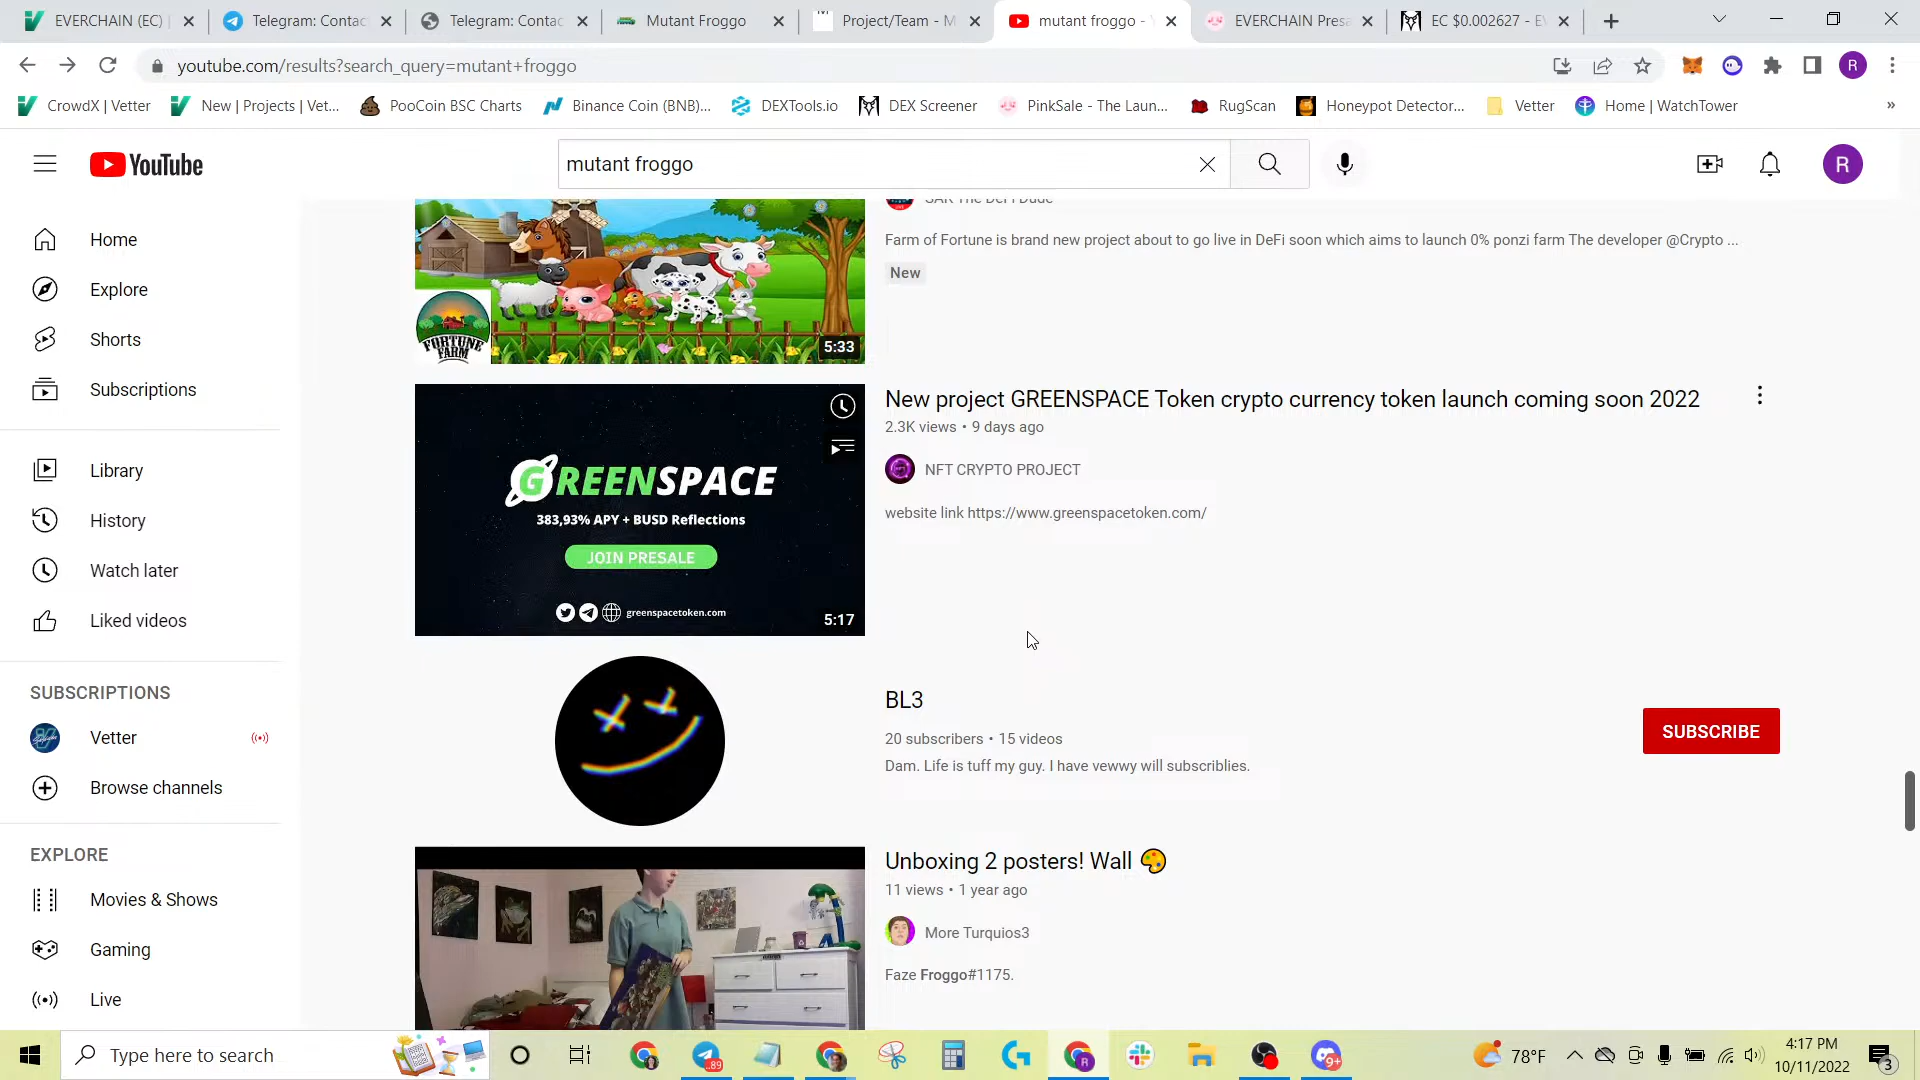 EVERCHAIN (EC)
Telegram: Contac
Telegram: Contac
Mutant Froggo
Project/Team - M
mutant froggo -
EVERCHAIN Presa
EC $0.002627 - EV
youtube.com/results?search_query=mutant+froggo
R
CrowdX | Vetter
New | Projects | Vet...
PooCoin BSC Charts
Binance Coin (BNB)...
DEXTools.io
DEX Screener
PinkSale - The Laun...
RugScan
Honeypot Detector...
Vetter
Home | WatchTower
»
YouTube
mutant froggo
R
Home
Explore
Shorts
Subscriptions
Library
History
Watch later
Liked videos
SUBSCRIPTIONS
Vetter
Browse channels
EXPLORE
Movies & Shows
Gaming
Live
SAK The DeFi Dude
Farm of Fortune is brand new project about to go live in DeFi soon which aims to launch 0% ponzi farm The developer @Crypto ...
New
FORTUNE
FARM
5:33
New project GREENSPACE Token crypto currency token launch coming soon 2022
2.3K views • 9 days ago
NFT CRYPTO PROJECT
website link https://www.greenspacetoken.com/
GREENSPACE
383,93% APY + BUSD Reflections
JOIN PRESALE
greenspacetoken.com
5:17
BL3
20 subscribers • 15 videos
Dam. Life is tuff my guy. I have vewwy will subscriblies.
SUBSCRIBE
Unboxing 2 posters! Wall 🎨
11 views • 1 year ago
More Turquios3
Faze Froggo#1175.
Type here to search
89
R
9+
78°F
4:17 PM
10/11/2022
3